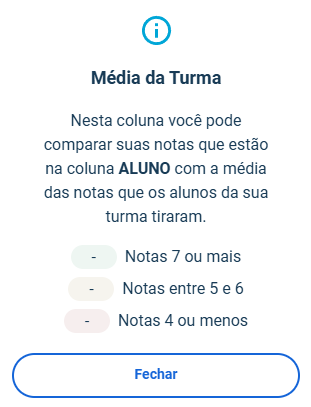 Média da Turma
Nesta coluna você pode
comparar suas notas que estão
na coluna ALUNO com a média
das notas que os alunos da sua
turma tiraram.
- Notas 7 ou mais
- Notas entre 5 e 6
- Notas 4 ou menos
Fechar